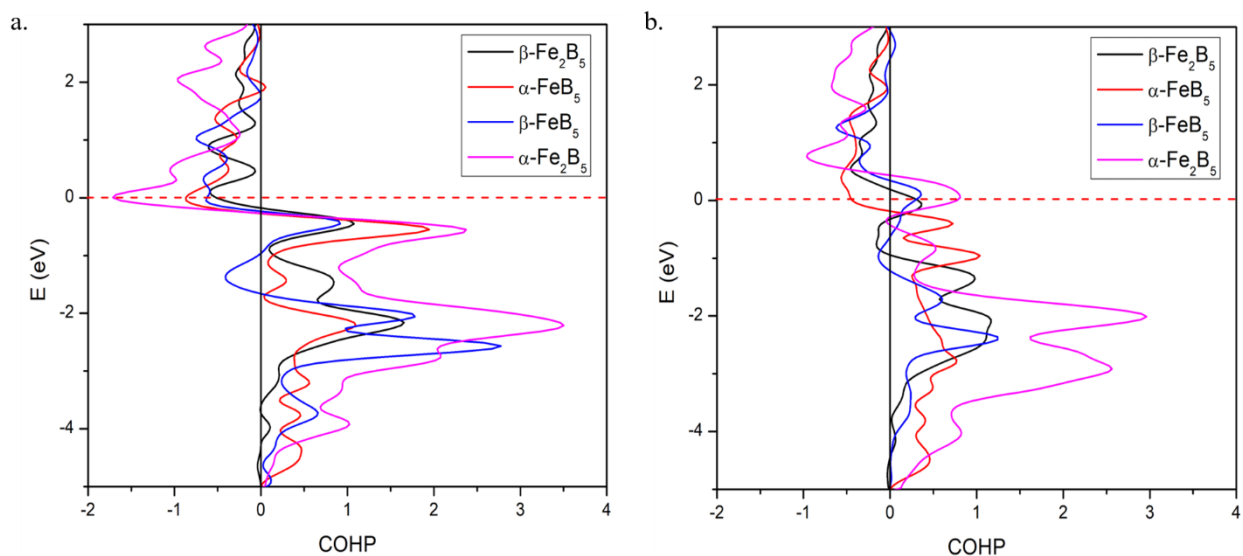 a.
β-Fe₂B₅
α-FeB₅
β-FeB₅
α-Fe₂B₅
2
0
-2
-4
E (eV)
-2 -1 0 1 2 3 4
COHP
b.
β-Fe₂B₅
α-FeB₅
β-FeB₅
α-Fe₂B₅
2
0
-2
-4
E (eV)
-2 -1 0 1 2 3 4
COHP